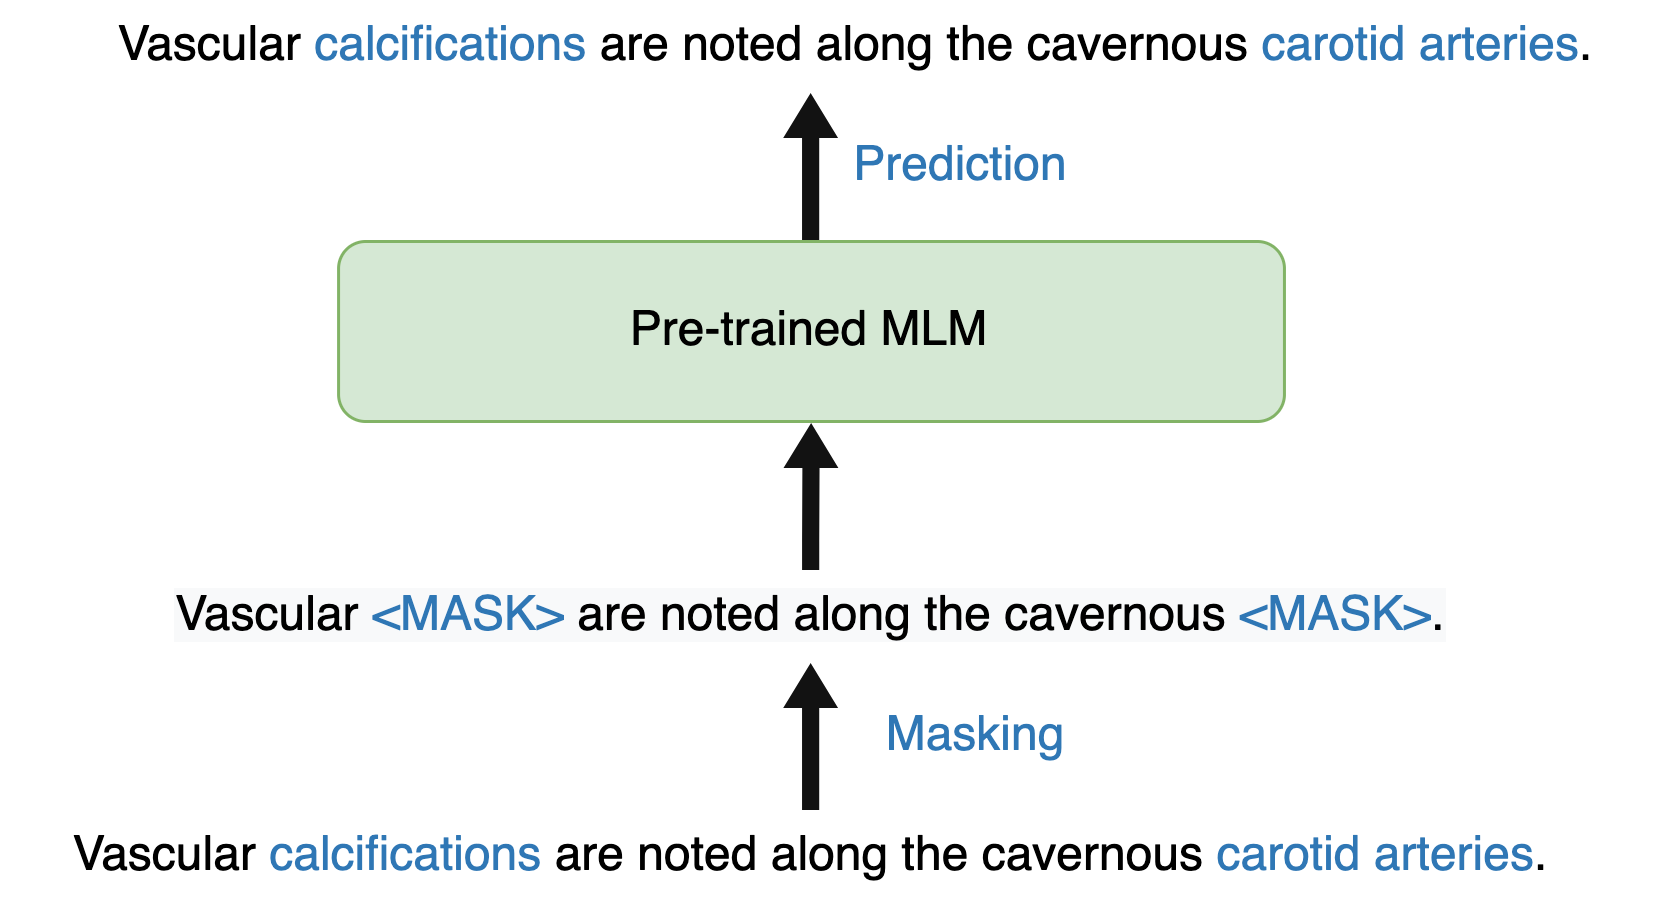 Vascular calcifications are noted along the cavernous carotid arteries.
Prediction
Pre-trained MLM
Vascular <MASK> are noted along the cavernous <MASK>.
Masking
Vascular calcifications are noted along the cavernous carotid arteries.